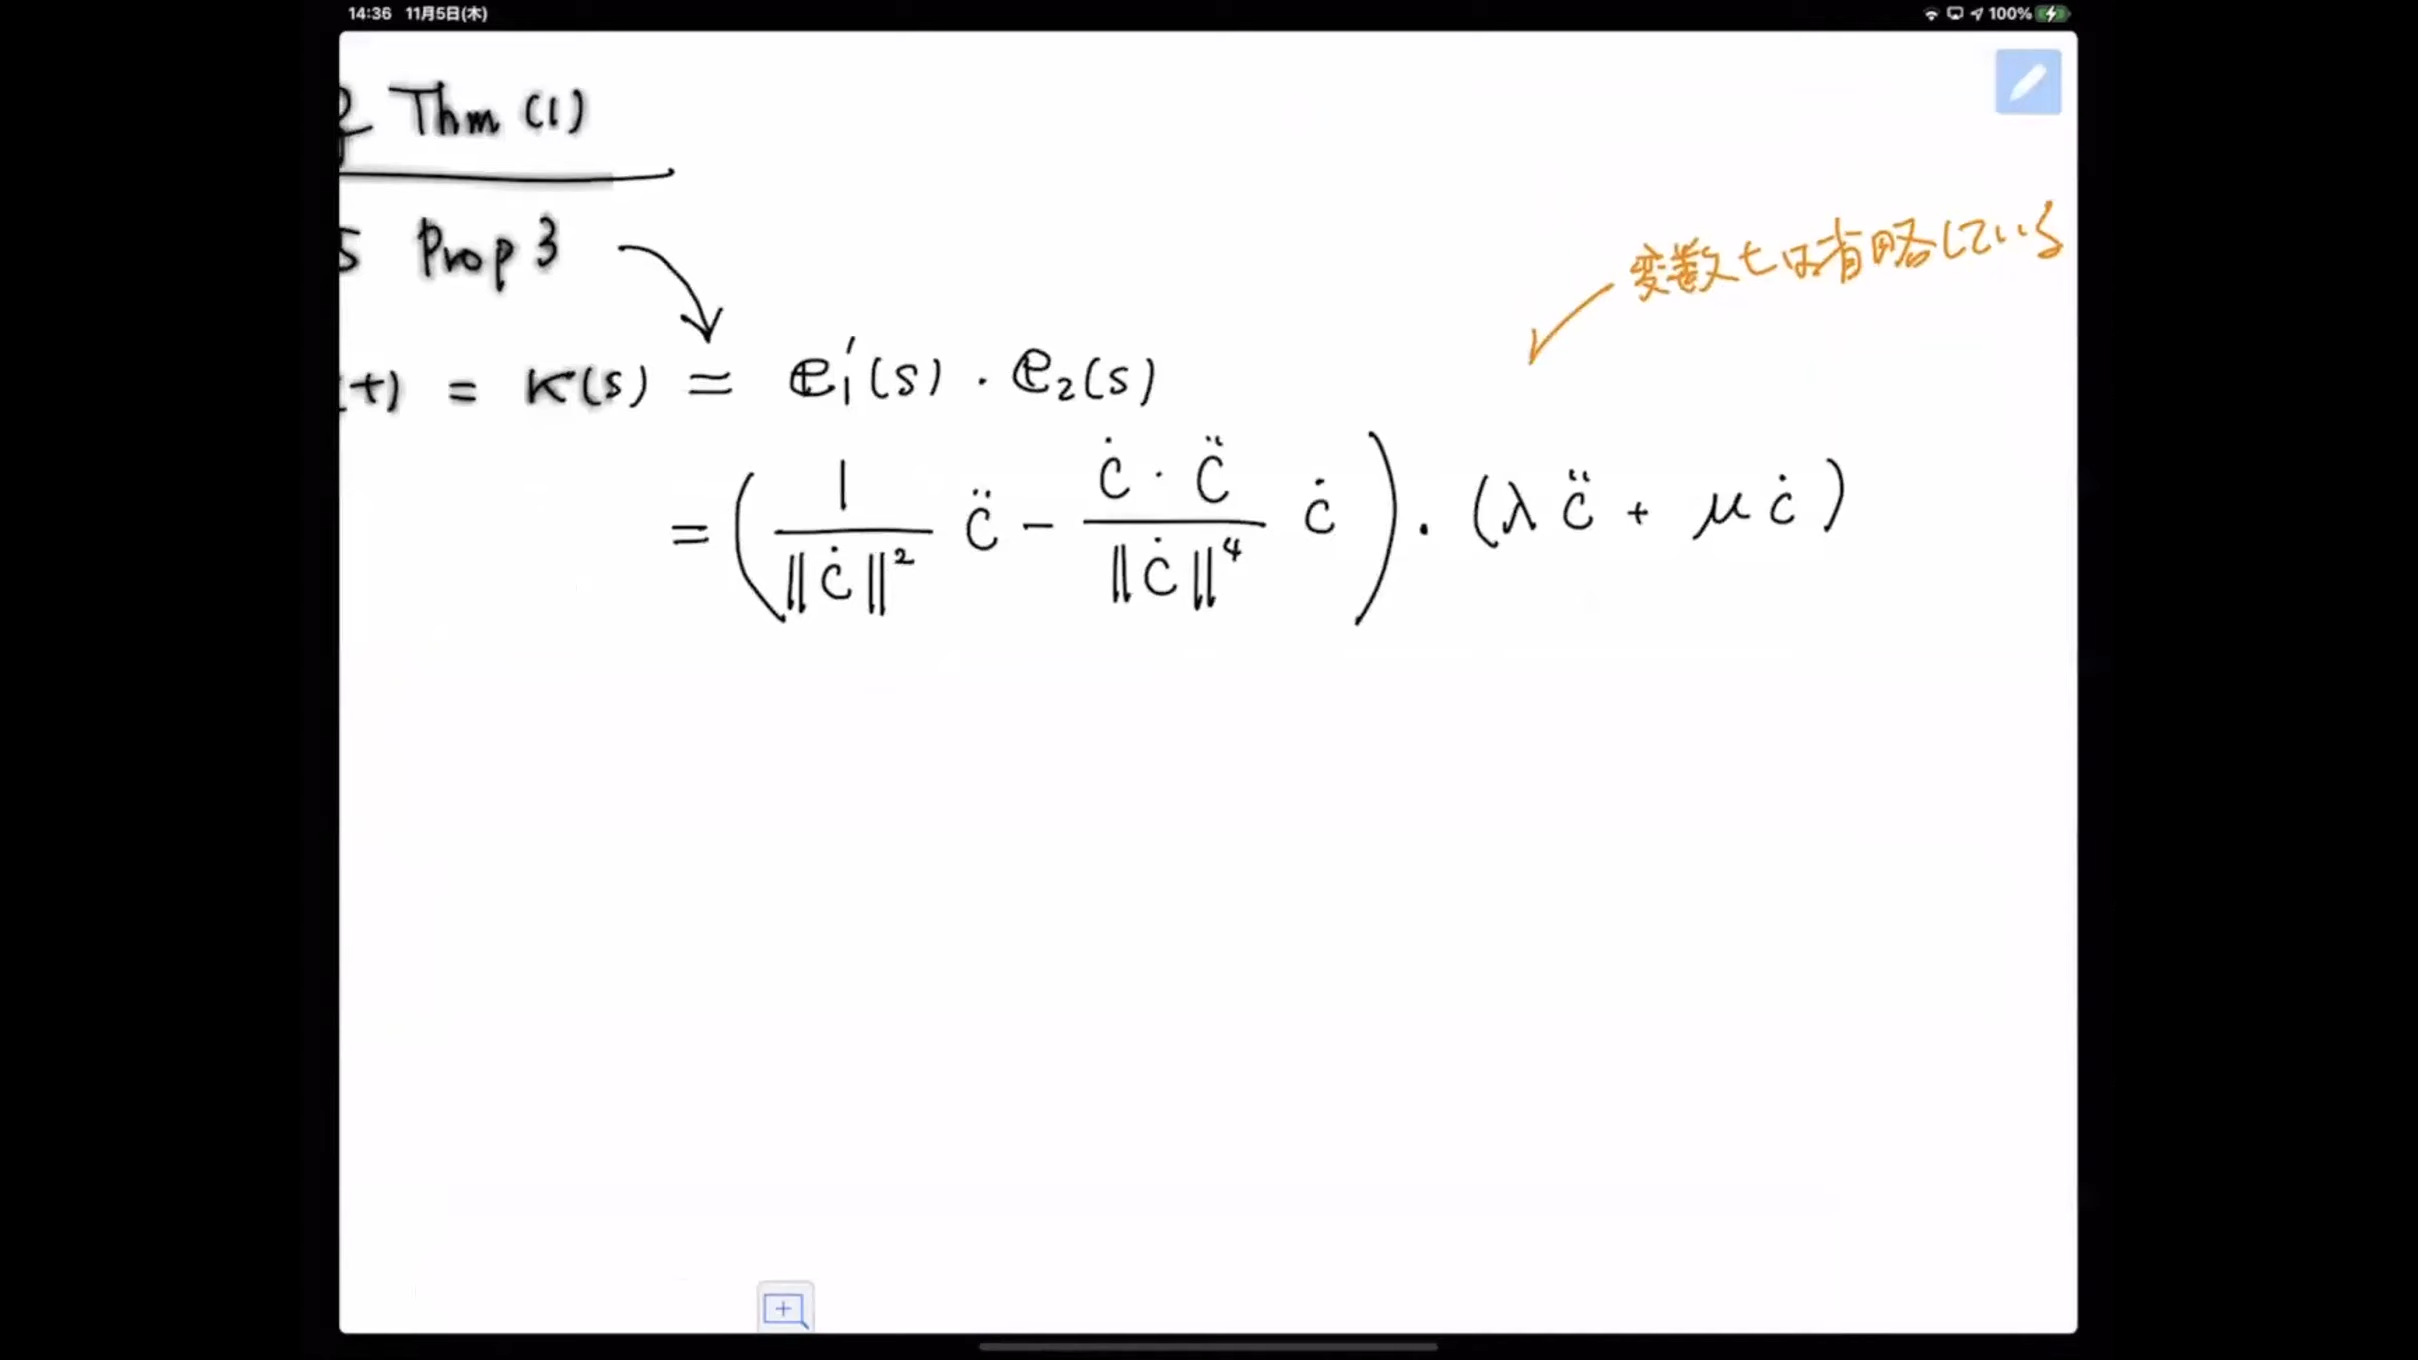 14:36 11月5日(木) 100%
Thm (1)
Prop 3
変数tは省略している
(t) = κ(s) = e₁′(s) · e₂(s)
= ( 1/‖ċ‖² c̈ − ċ · c̈/‖ċ‖⁴ ċ ) · (λ c̈ + μ ċ)